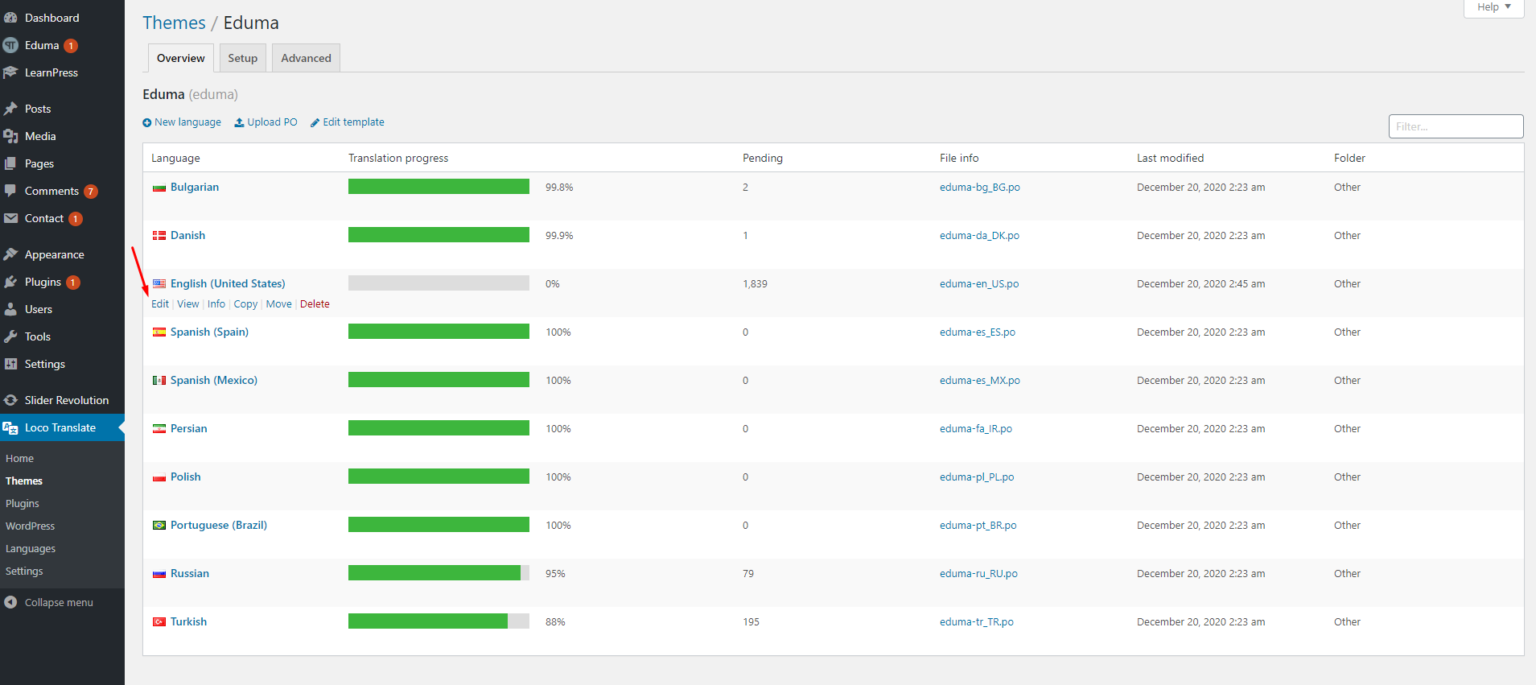 Dashboard
Eduma 1
LearnPress
Posts
Media
Pages
Comments 7
Contact 1
Appearance
Plugins 1
Users
Tools
Settings
Slider Revolution
Loco Translate
Home
Themes
Plugins
WordPress
Languages
Settings
Collapse menu
Help
Themes / Eduma
Overview Setup Advanced
Eduma (eduma)
New language Upload PO Edit template
Filter...
Language Translation progress Pending File info Last modified Folder
Bulgarian 99.8% 2 eduma-bg_BG.po December 20, 2020 2:23 am Other
Danish 99.9% 1 eduma-da_DK.po December 20, 2020 2:23 am Other
English (United States) 0% 1,839 eduma-en_US.po December 20, 2020 2:45 am Other
Edit | View | Info | Copy | Move | Delete
Spanish (Spain) 100% 0 eduma-es_ES.po December 20, 2020 2:23 am Other
Spanish (Mexico) 100% 0 eduma-es_MX.po December 20, 2020 2:23 am Other
Persian 100% 0 eduma-fa_IR.po December 20, 2020 2:23 am Other
Polish 100% 0 eduma-pl_PL.po December 20, 2020 2:23 am Other
Portuguese (Brazil) 100% 0 eduma-pt_BR.po December 20, 2020 2:23 am Other
Russian 95% 79 eduma-ru_RU.po December 20, 2020 2:23 am Other
Turkish 88% 195 eduma-tr_TR.po December 20, 2020 2:23 am Other